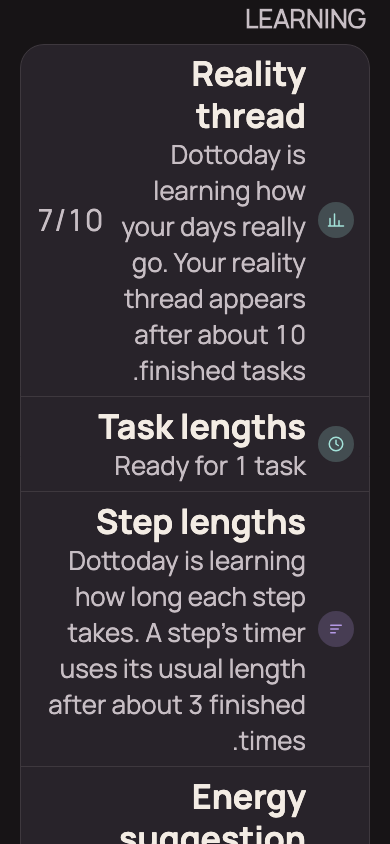 LEARNING
Reality
thread
Dottoday is
learning how
your days really
go. Your reality
thread appears
after about 10
.finished tasks
7/10
Task lengths
Ready for 1 task
Step lengths
Dottoday is learning
how long each step
takes. A step's timer
uses its usual length
after about 3 finished
.times
Energy
suggestion